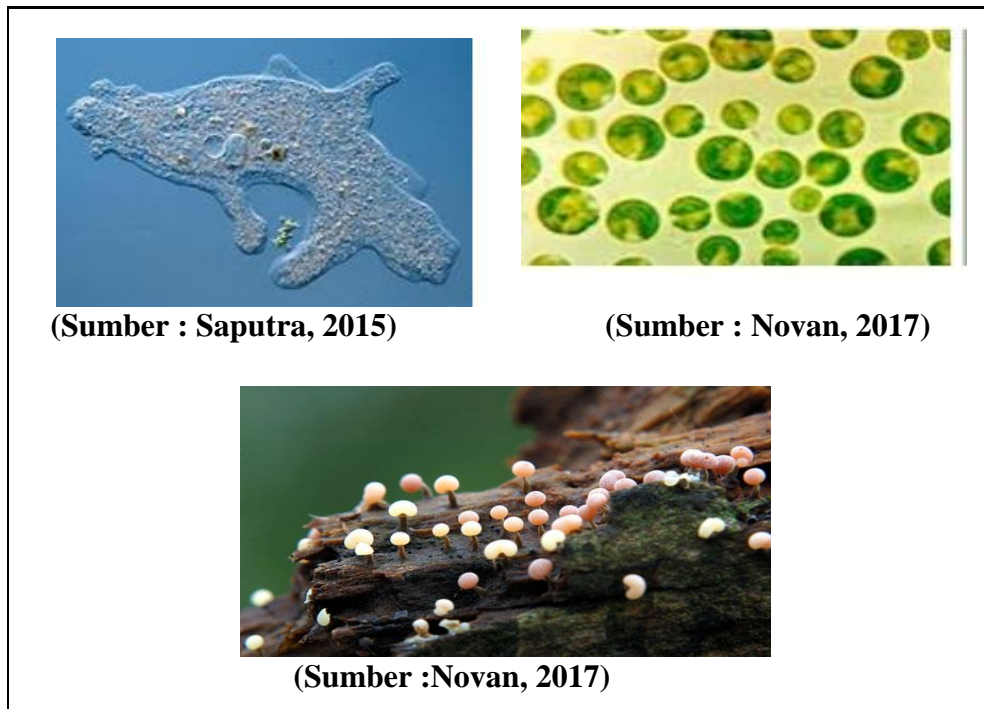 (Sumber : Saputra, 2015)
(Sumber : Novan, 2017)
(Sumber :Novan, 2017)